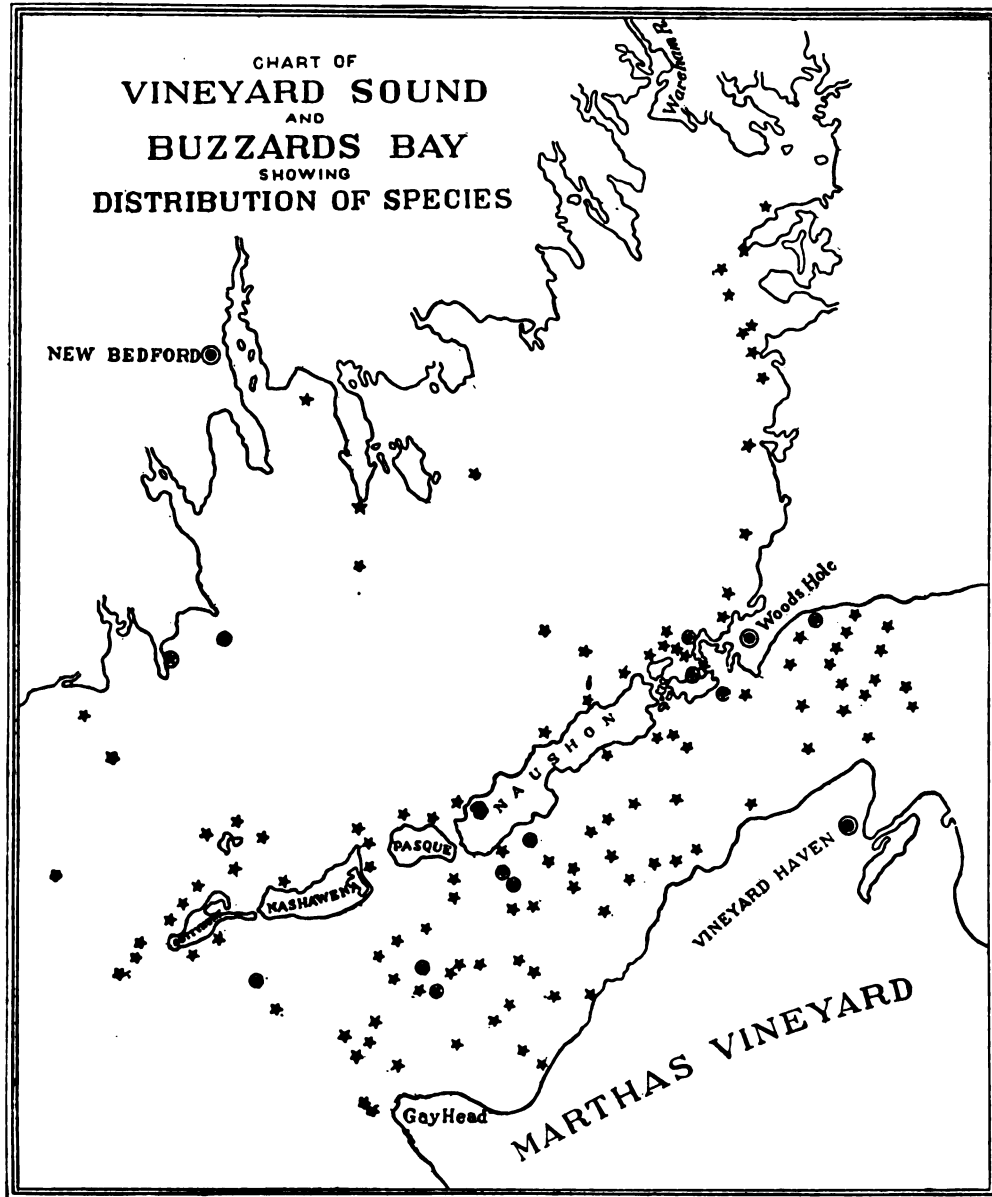 CHART OF
VINEYARD SOUND
AND
BUZZARDS BAY
SHOWING
DISTRIBUTION OF SPECIES
Wareham R.
NEW BEDFORD
Woods Hole
NAUSHON
PASQUE
NASHAWENA
VINEYARD HAVEN
MARTHAS VINEYARD
Gay Head